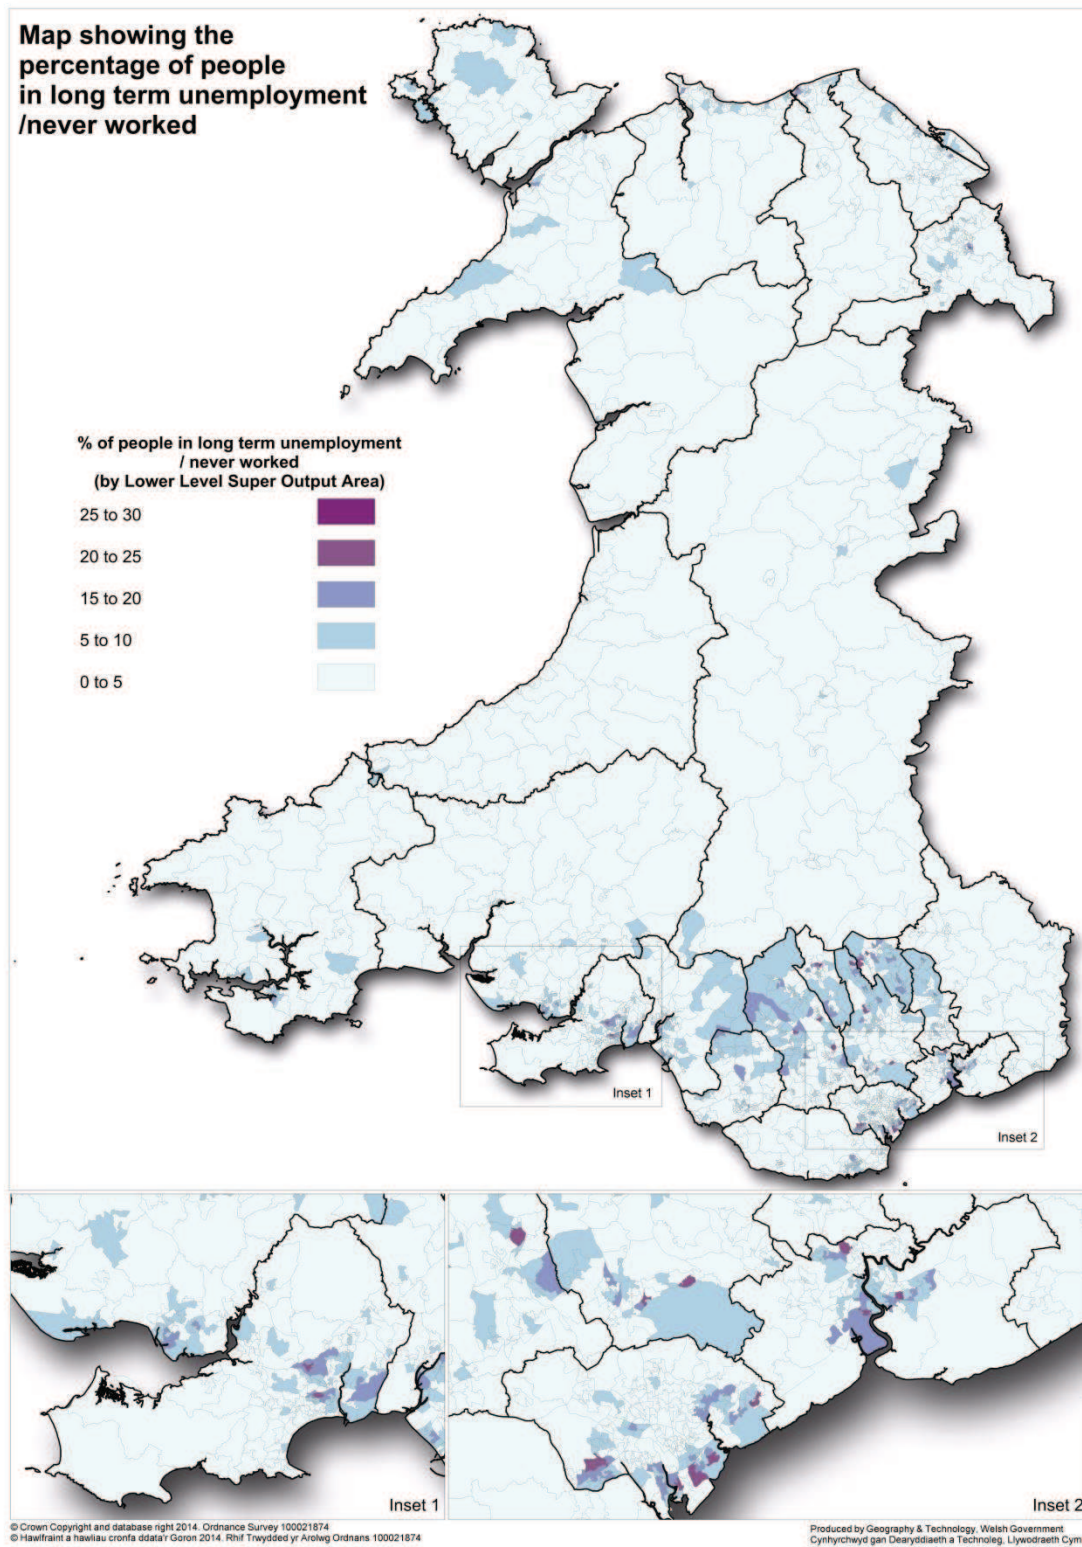 Map showing the
percentage of people
in long term unemployment
/never worked
% of people in long term unemployment
/ never worked
(by Lower Level Super Output Area)
25 to 30
20 to 25
15 to 20
5 to 10
0 to 5
Inset 1
Inset 2
Inset 1
Inset 2
© Crown Copyright and database right 2014. Ordnance Survey 100021874
© Hawlfraint a hawliau cronfa ddata'r Goron 2014. Rhif Trwydded yr Arolwg Ordnans 100021874
Produced by Geography & Technology, Welsh Government
Cynhyrchwyd gan Dearyddiaeth a Technoleg, Llywodraeth Cym